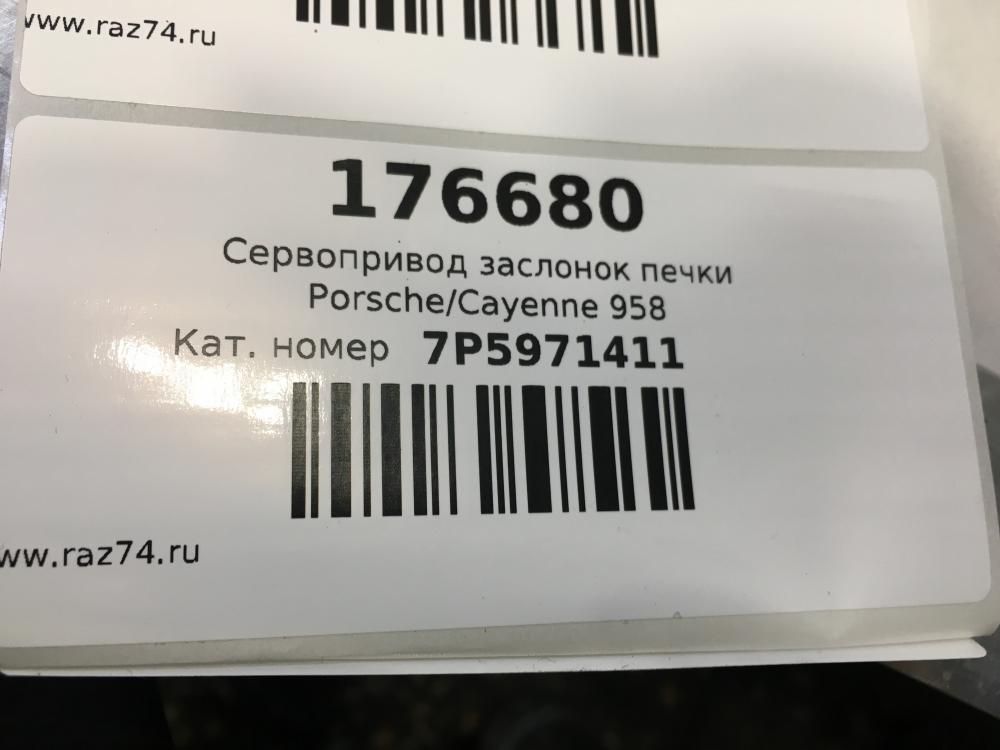 www.raz74.ru
176680
Сервопривод заслонок печки
Porsche/Cayenne 958
Кат. номер 7P5971411
www.raz74.ru